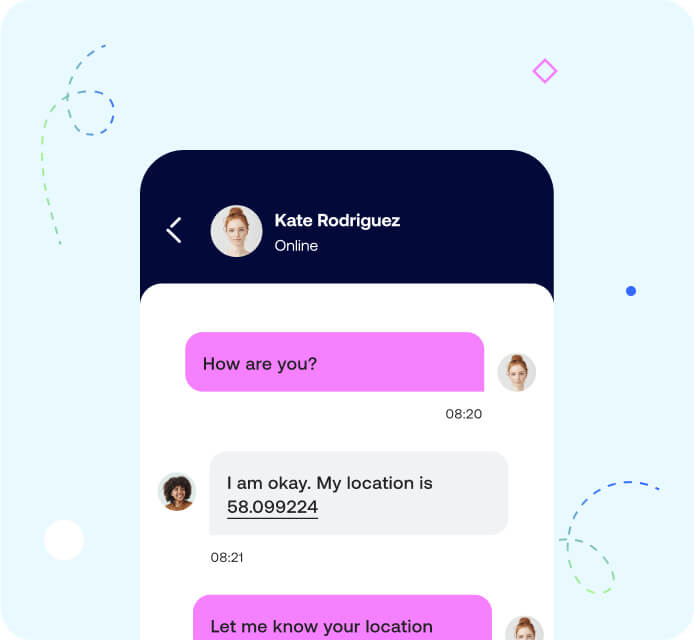 Kate Rodriguez
Online
How are you?
08:20
I am okay. My location is
58.099224
08:21
Let me know your location